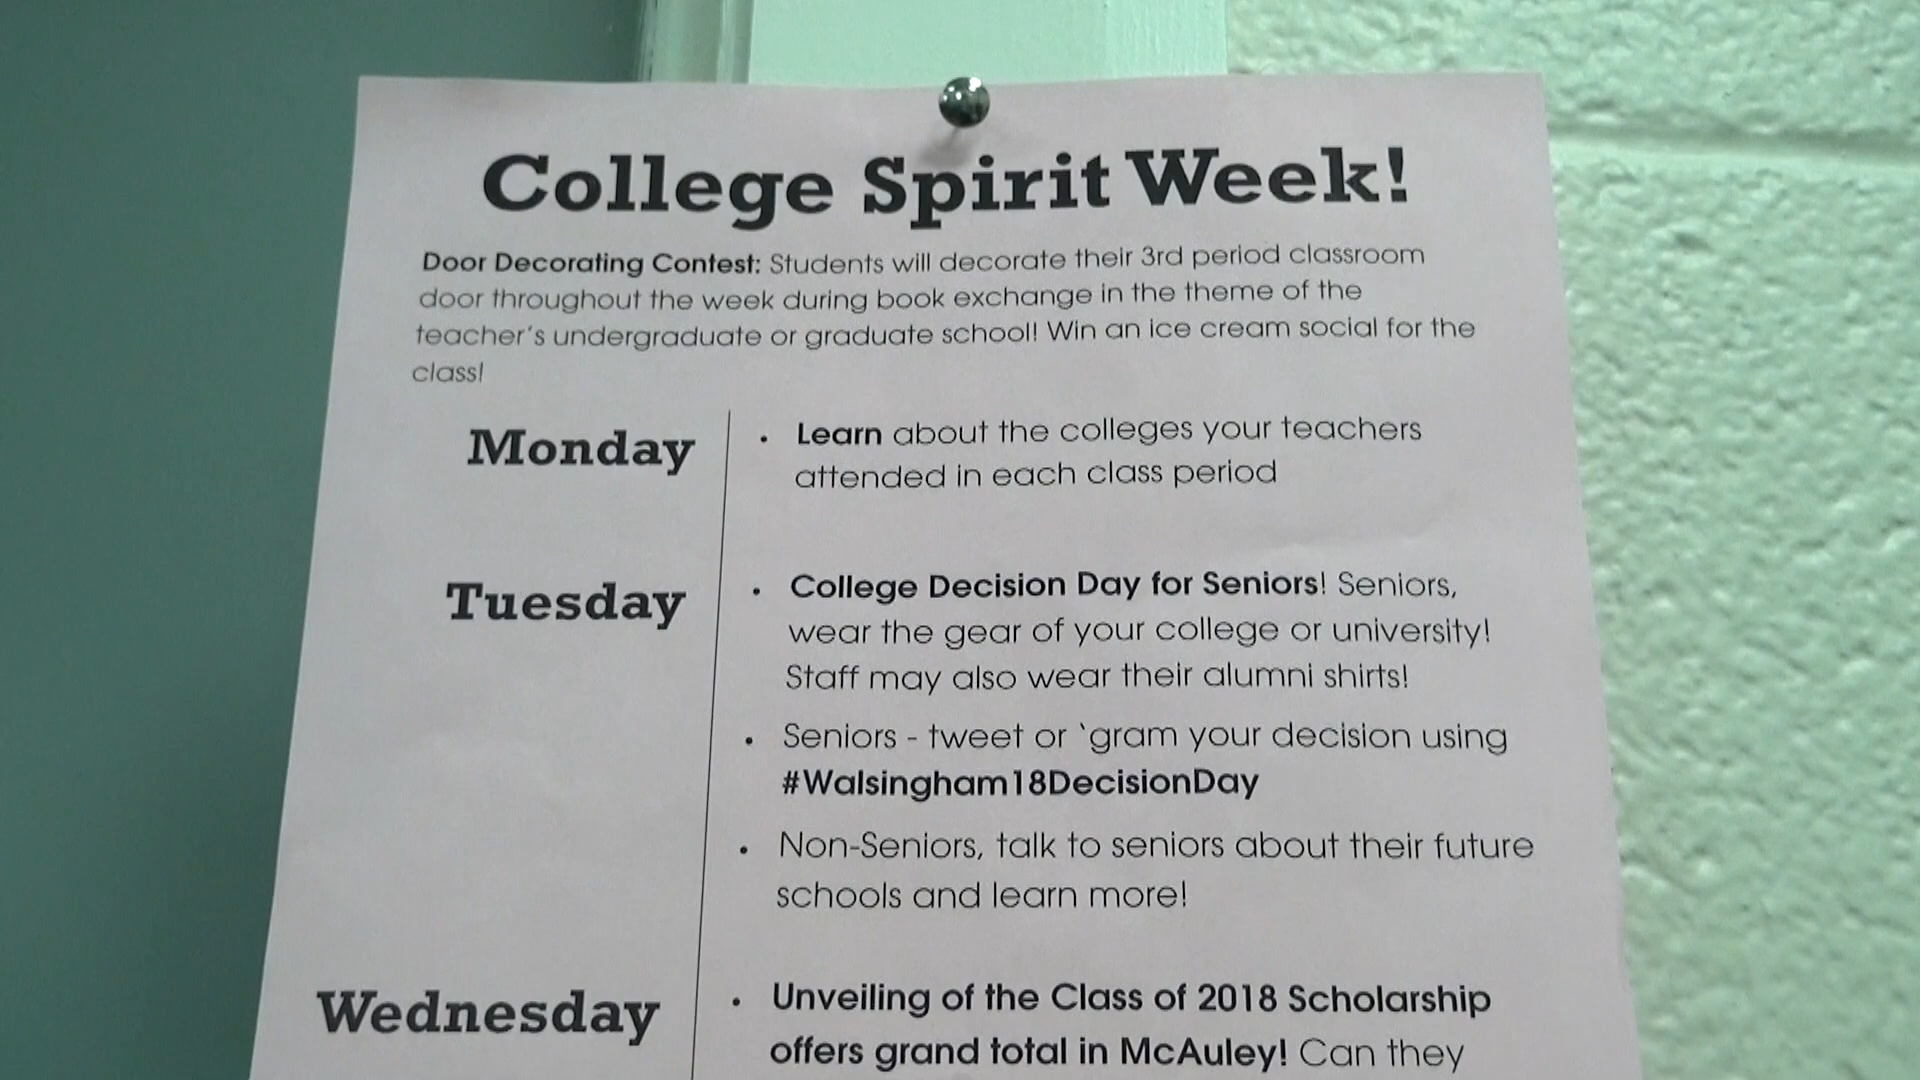 College Spirit Week!
Door Decorating Contest: Students will decorate their 3rd period classroom
door throughout the week during book exchange in the theme of the
teacher's undergraduate or graduate school! Win an ice cream social for the
class!
Monday
• Learn about the colleges your teachers
attended in each class period
Tuesday
• College Decision Day for Seniors! Seniors,
wear the gear of your college or university!
Staff may also wear their alumni shirts!
• Seniors - tweet or ‛gram your decision using
#Walsingham18DecisionDay
• Non-Seniors, talk to seniors about their future
schools and learn more!
Wednesday
• Unveiling of the Class of 2018 Scholarship
offers grand total in McAuley! Can they